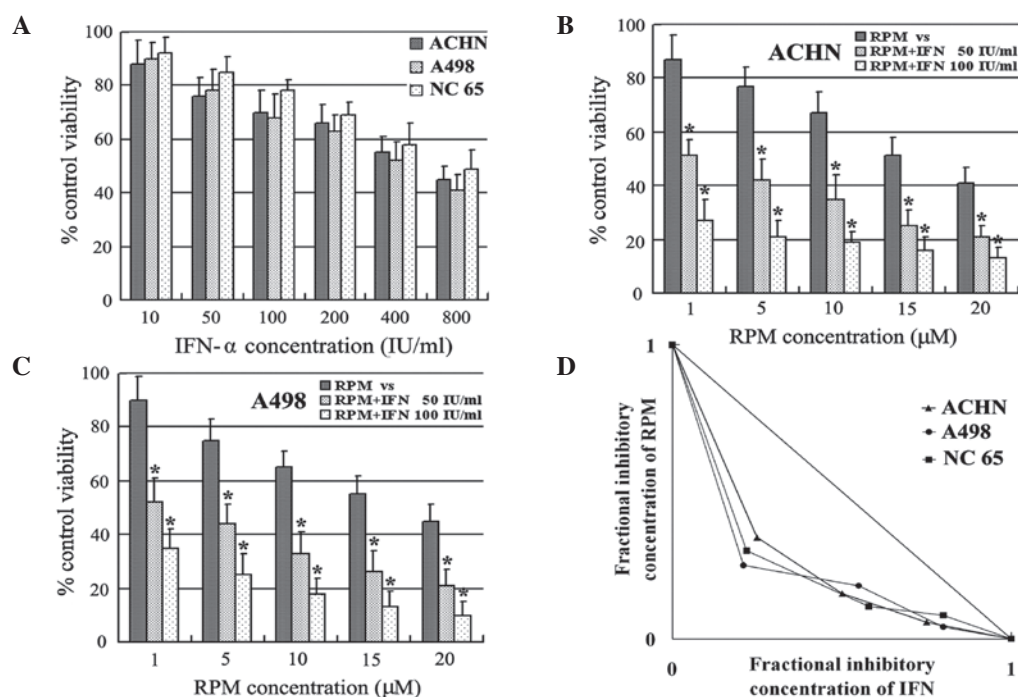 A
100
80
60
40
20
0
% control viability
ACHN
A498
NC 65
10 50 100 200 400 800
IFN-α concentration (IU/ml)
B
100
80
60
40
20
0
% control viability
RPM vs
RPM+IFN 50 IU/ml
RPM+IFN 100 IU/ml
ACHN
* * * * * * * * * *
1 5 10 15 20
RPM concentration (μM)
C
100
80
60
40
20
0
% control viability
A498
RPM vs
RPM+IFN 50 IU/ml
RPM+IFN 100 IU/ml
* * * * * * * * * *
1 5 10 15 20
RPM concentration (μM)
D
1
0
Fractional inhibitory
concentration of RPM
ACHN
A498
NC 65
0 1
Fractional inhibitory
concentration of IFN